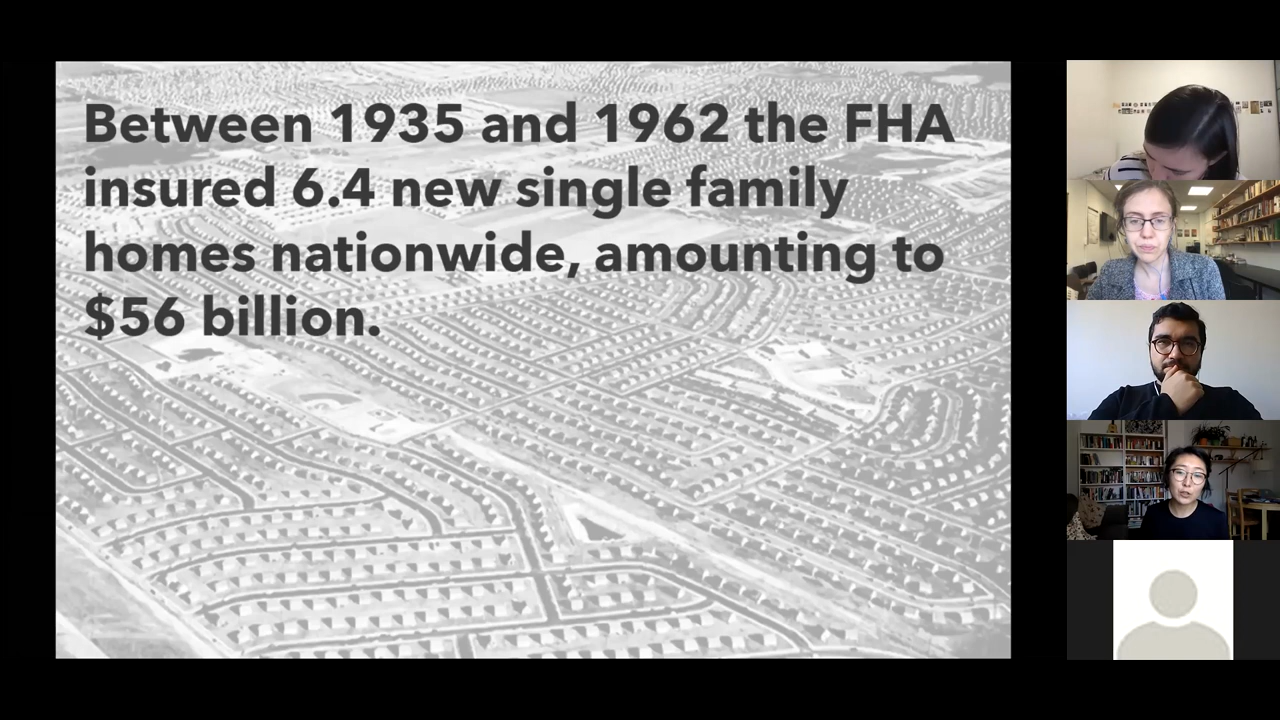 Between 1935 and 1962 the FHA
insured 6.4 new single family
homes nationwide, amounting to
$56 billion.